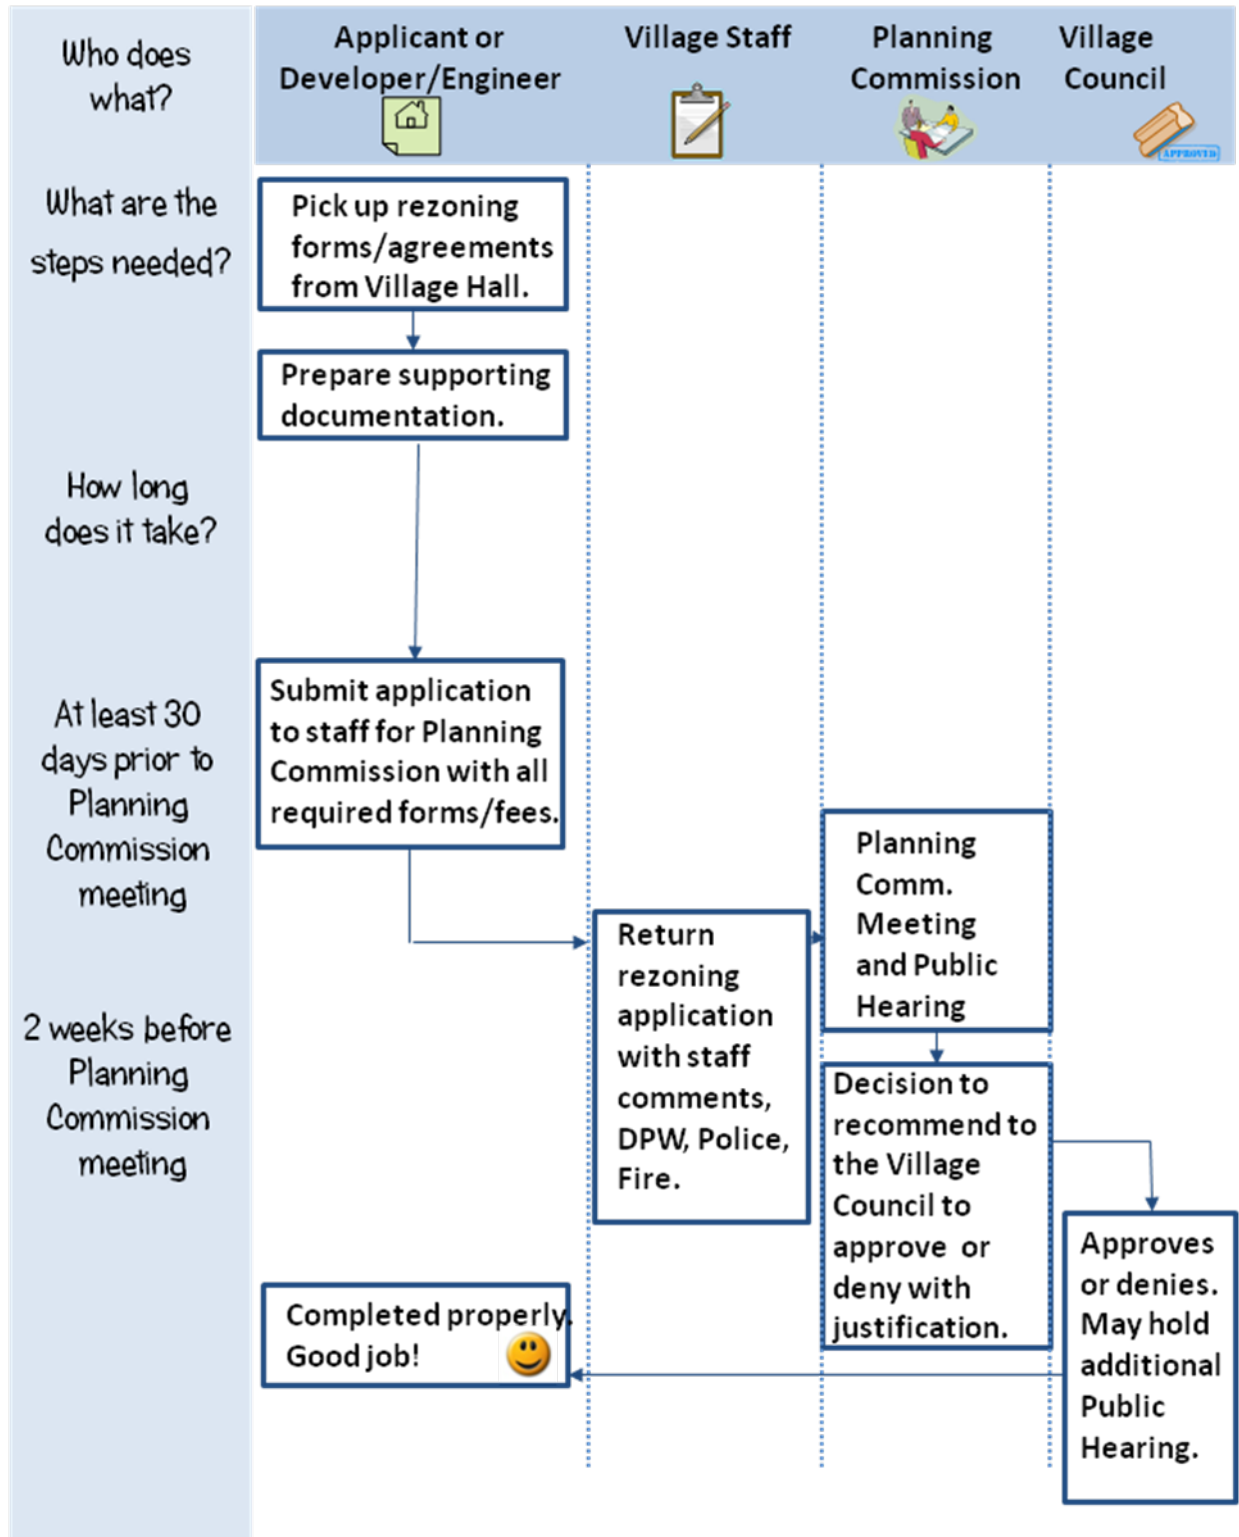 Who does
what?
Applicant or
Developer/Engineer
Village Staff
Planning
Commission
Village
Council
APPROVED
What are the
steps needed?
Pick up rezoning
forms/agreements
from Village Hall.
Prepare supporting
documentation.
How long
does it take?
At least 30
days prior to
Planning
Commission
meeting
Submit application
to staff for Planning
Commission with all
required forms/fees.
Planning
Comm.
Meeting
and Public
Hearing
Return
rezoning
application
with staff
comments,
DPW, Police,
Fire.
2 weeks before
Planning
Commission
meeting
Decision to
recommend to
the Village
Council to
approve or
deny with
justification.
Approves
or denies.
May hold
additional
Public
Hearing.
Completed properly.
Good job!